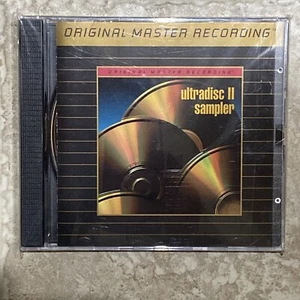 ORIGINAL MASTER RECORDING
ORIGINAL MASTER RECORDING
ultradisc II
sampler